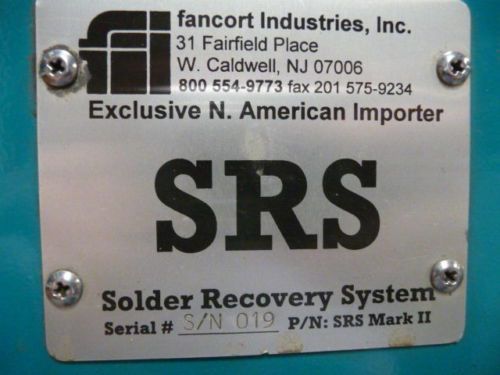 fii
fancort Industries, Inc.
31 Fairfield Place
W. Caldwell, NJ 07006
800 554-9773 fax 201 575-9234
Exclusive N. American Importer
SRS
Solder Recovery System
Serial # S/N 019 P/N: SRS Mark II